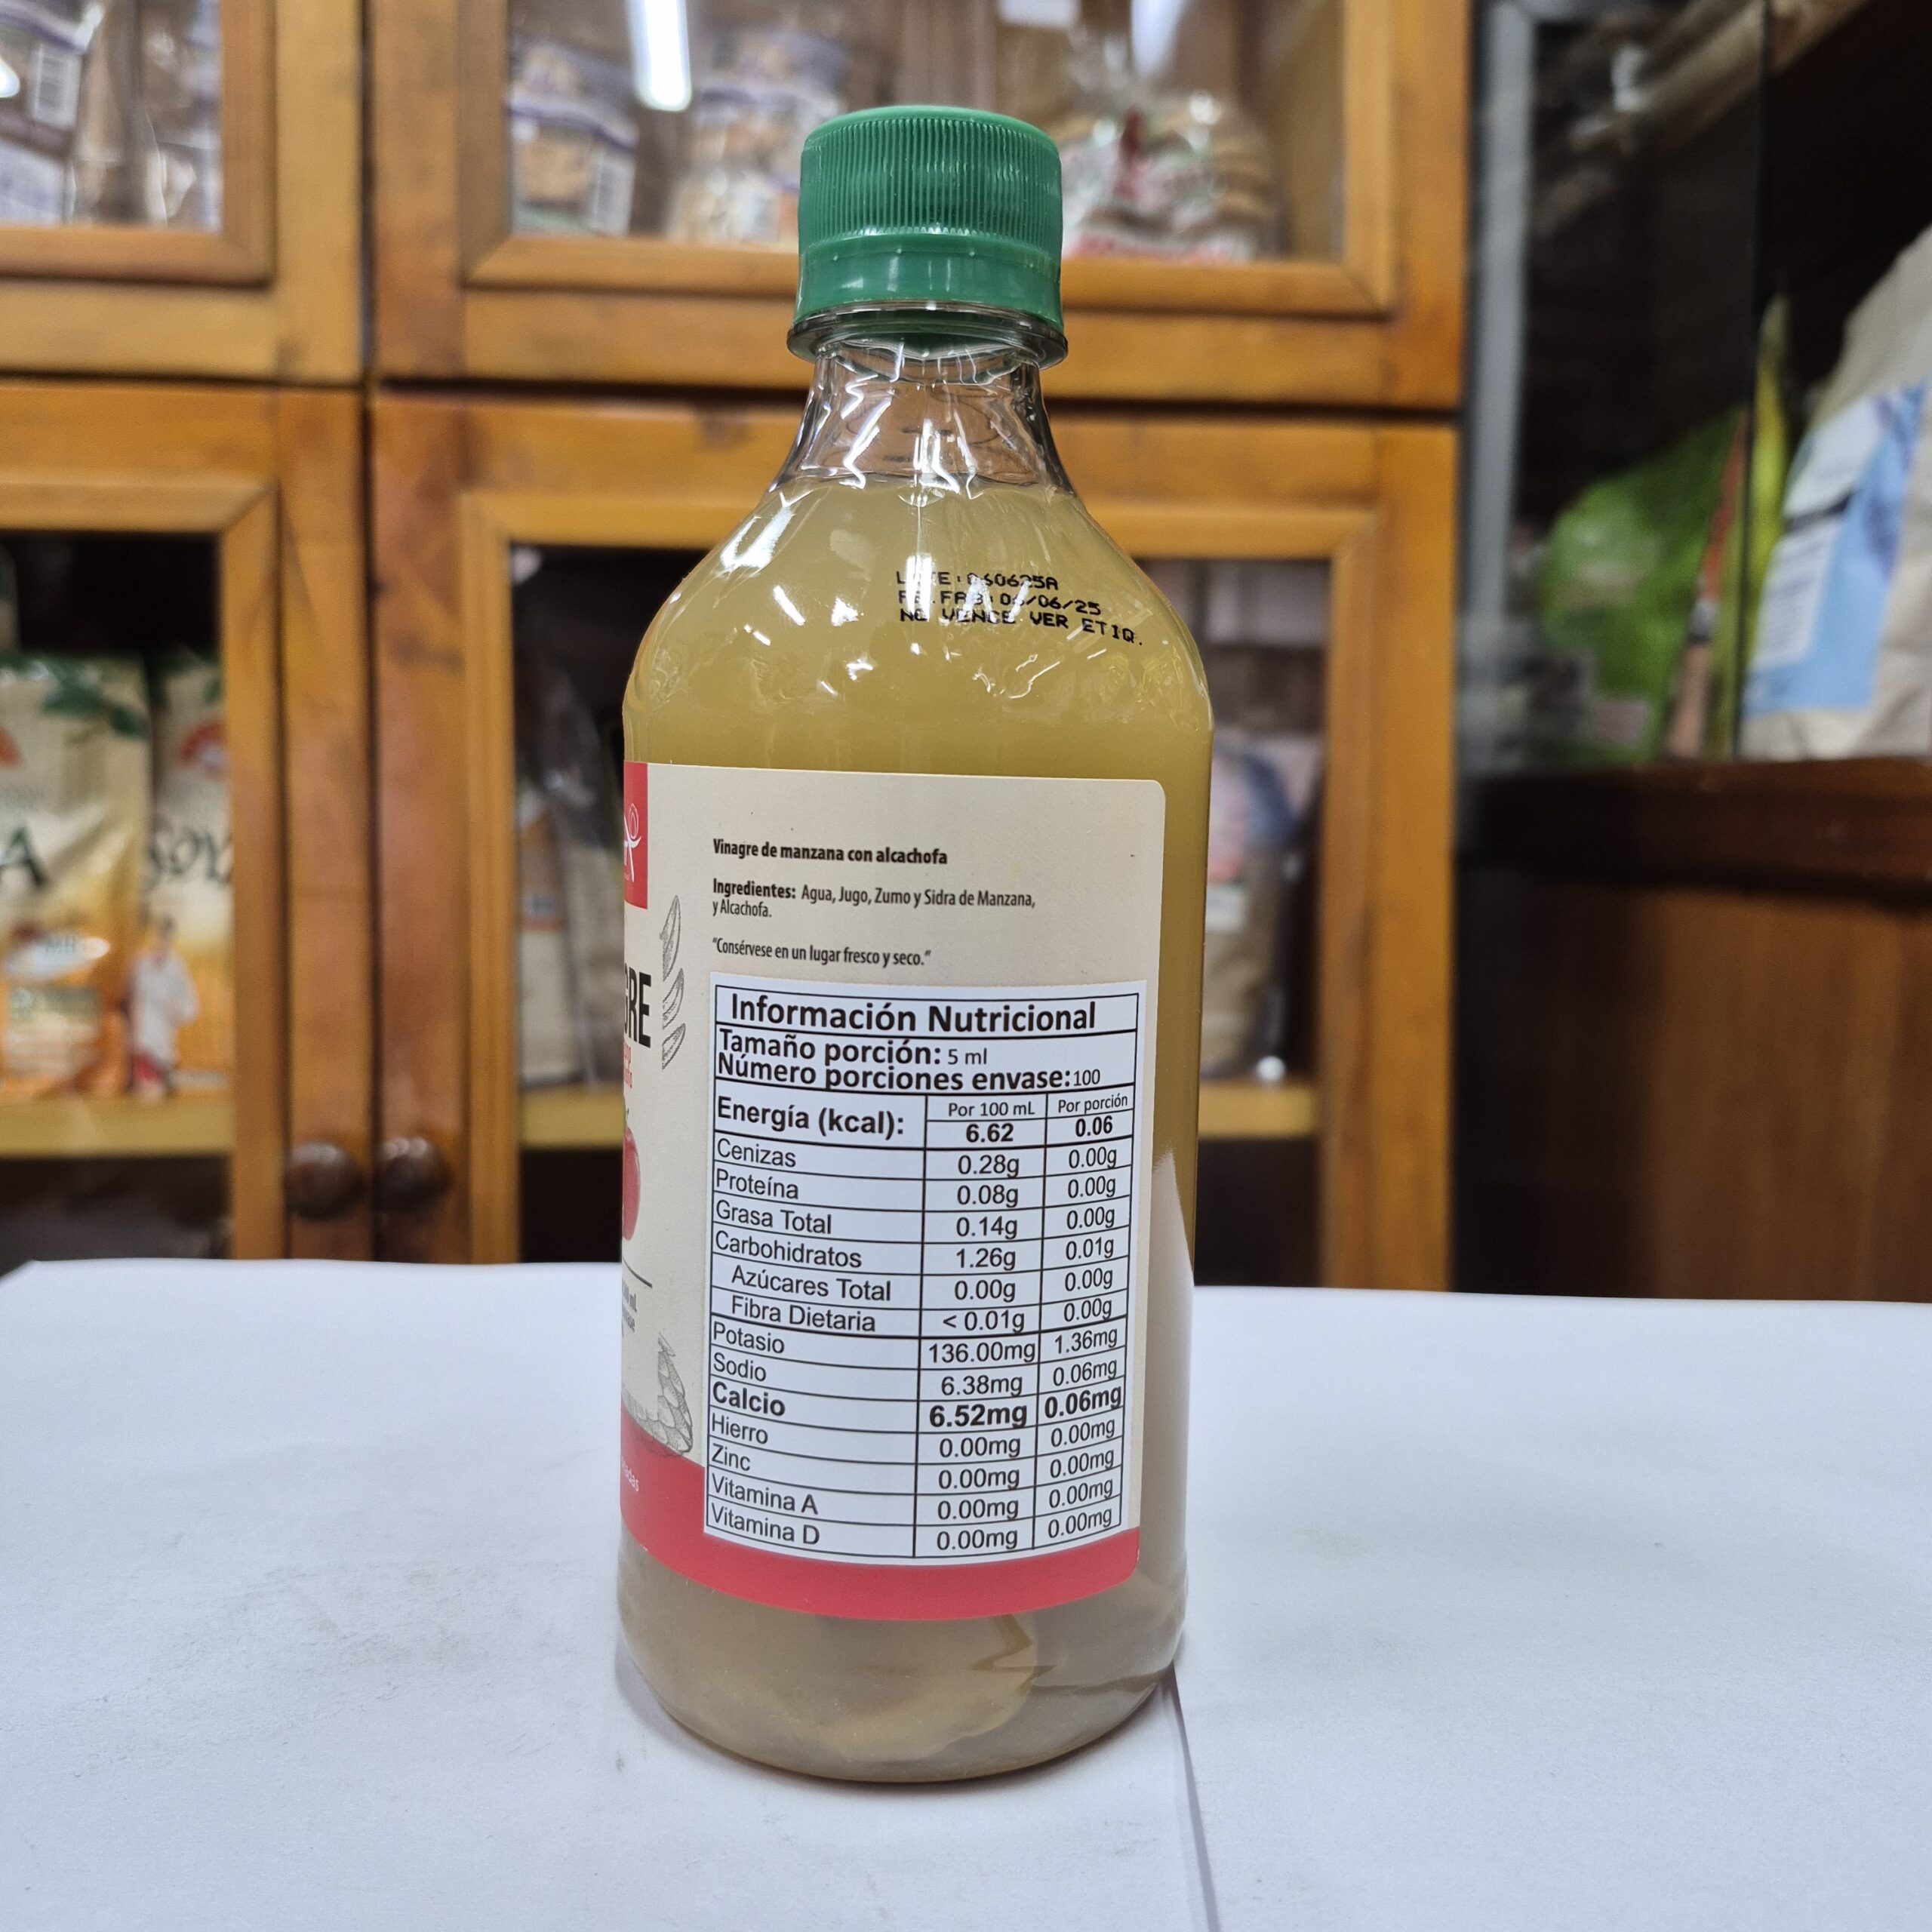 LOTE: 060625A
FE.FAB: 06/06/25
NO VENCE VER ETIQ.
Vinagre de manzana con alcachofa
Ingredientes: Agua, Jugo, Zumo y Sidra de Manzana,
y Alcachofa.
"Consérvese en un lugar fresco y seco."
GRE
Información Nutricional
Tamaño porción: 5 ml
Número porciones envase:100
Energía (kcal): Por 100 mL Por porción
6.62 0.06
Cenizas 0.28g 0.00g
Proteína 0.08g 0.00g
Grasa Total 0.14g 0.00g
Carbohidratos 1.26g 0.01g
Azúcares Total 0.00g 0.00g
Fibra Dietaria < 0.01g 0.00g
Potasio 136.00mg 1.36mg
Sodio 6.38mg 0.06mg
Calcio 6.52mg 0.06mg
Hierro 0.00mg 0.00mg
Zinc 0.00mg 0.00mg
Vitamina A 0.00mg 0.00mg
Vitamina D 0.00mg 0.00mg